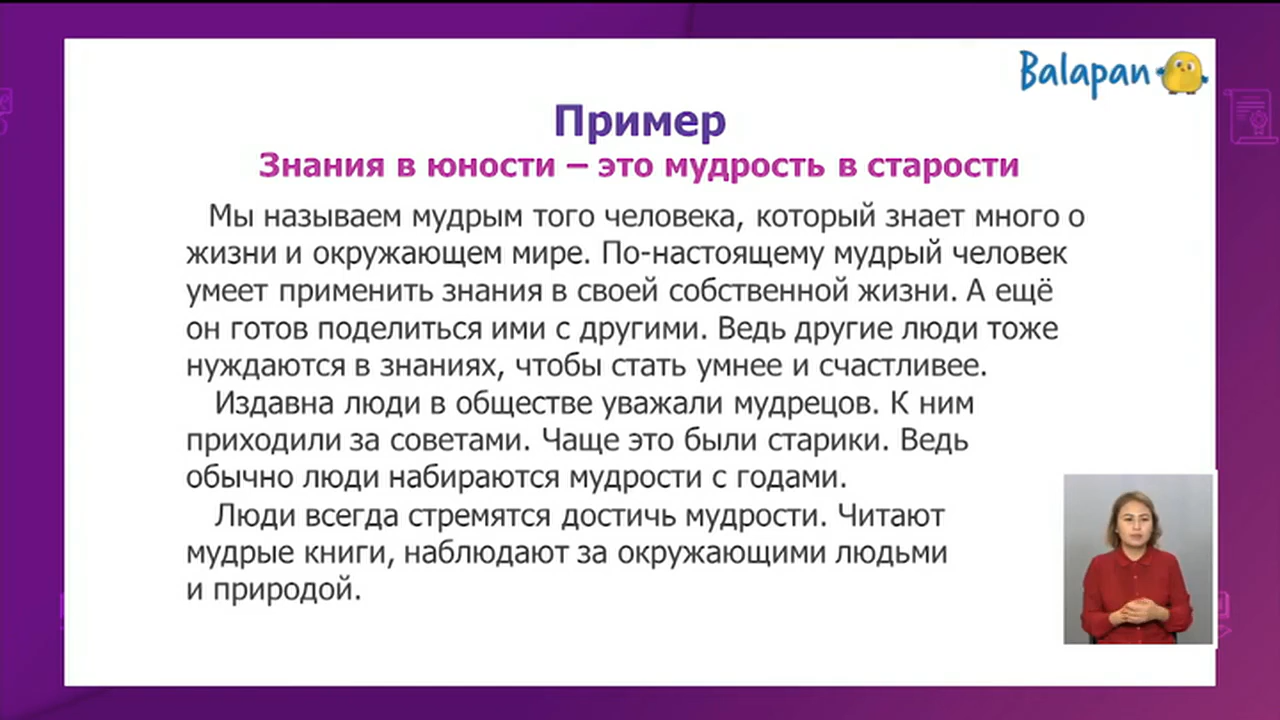 Balapan
Пример
Знания в юности – это мудрость в старости
Мы называем мудрым того человека, который знает много о
жизни и окружающем мире. По-настоящему мудрый человек
умеет применить знания в своей собственной жизни. А ещё
он готов поделиться ими с другими. Ведь другие люди тоже
нуждаются в знаниях, чтобы стать умнее и счастливее.
Издавна люди в обществе уважали мудрецов. К ним
приходили за советами. Чаще это были старики. Ведь
обычно люди набираются мудрости с годами.
Люди всегда стремятся достичь мудрости. Читают
мудрые книги, наблюдают за окружающими людьми
и природой.